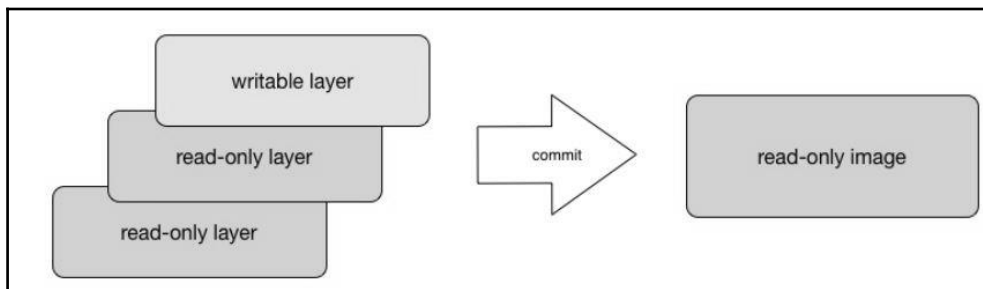 writable layer
read-only layer
read-only layer
commit
read-only image